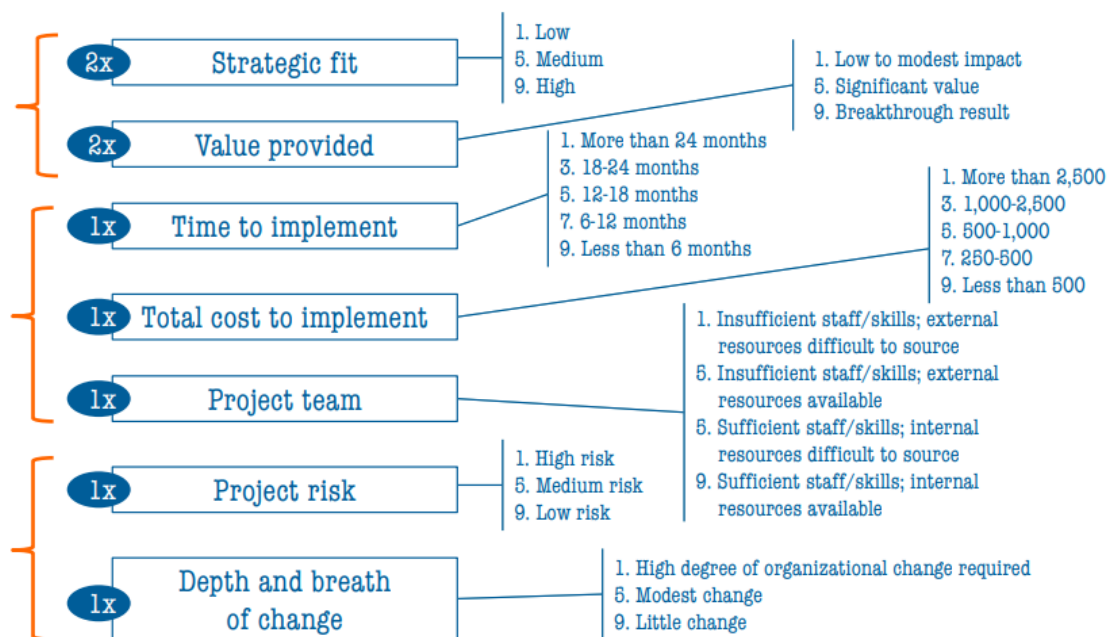 2x
Strategic fit
1. Low
5. Medium
9. High
2x
Value provided
1. Low to modest impact
5. Significant value
9. Breakthrough result
1x
Time to implement
1. More than 24 months
3. 18-24 months
5. 12-18 months
7. 6-12 months
9. Less than 6 months
1x
Total cost to implement
1. More than 2,500
3. 1,000-2,500
5. 500-1,000
7. 250-500
9. Less than 500
1x
Project team
1. Insufficient staff/skills; external
resources difficult to source
5. Insufficient staff/skills; external
resources available
5. Sufficient staff/skills; internal
resources difficult to source
9. Sufficient staff/skills; internal
resources available
1x
Project risk
1. High risk
5. Medium risk
9. Low risk
1x
Depth and breath
of change
1. High degree of organizational change required
5. Modest change
9. Little change